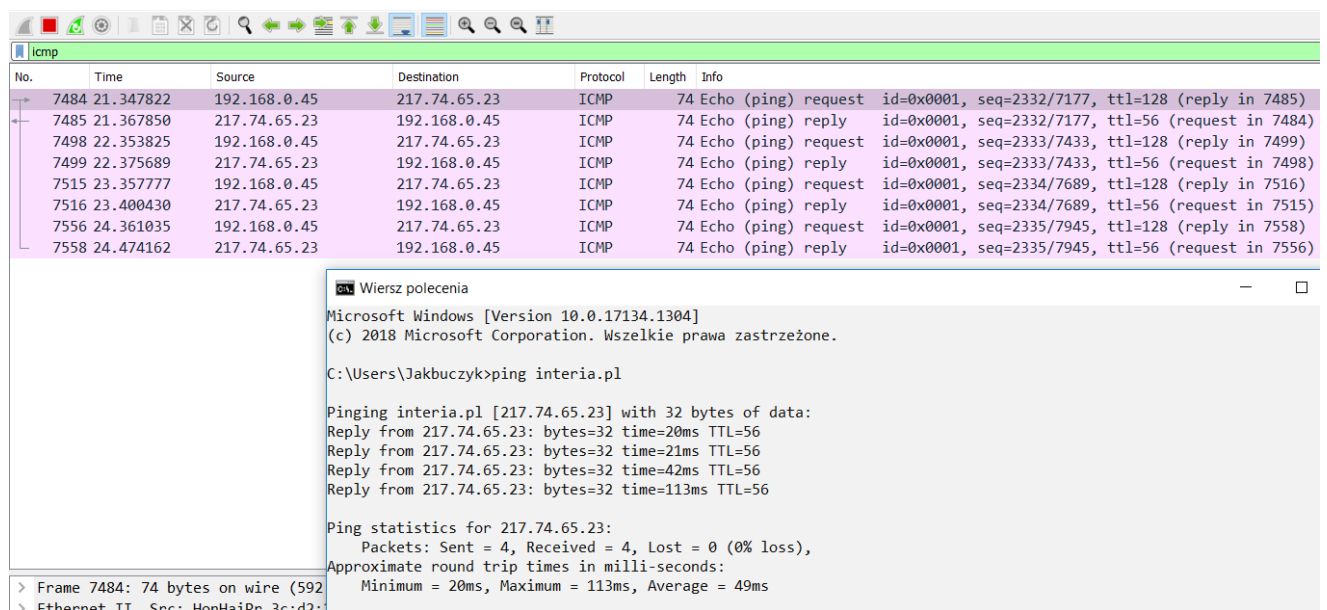 icmp
No. Time Source Destination Protocol Length Info
7484 21.347822 192.168.0.45 217.74.65.23 ICMP 74 Echo (ping) request id=0x0001, seq=2332/7177, ttl=128 (reply in 7485)
7485 21.367850 217.74.65.23 192.168.0.45 ICMP 74 Echo (ping) reply id=0x0001, seq=2332/7177, ttl=56 (request in 7484)
7498 22.353825 192.168.0.45 217.74.65.23 ICMP 74 Echo (ping) request id=0x0001, seq=2333/7433, ttl=128 (reply in 7499)
7499 22.375689 217.74.65.23 192.168.0.45 ICMP 74 Echo (ping) reply id=0x0001, seq=2333/7433, ttl=56 (request in 7498)
7515 23.357777 192.168.0.45 217.74.65.23 ICMP 74 Echo (ping) request id=0x0001, seq=2334/7689, ttl=128 (reply in 7516)
7516 23.400430 217.74.65.23 192.168.0.45 ICMP 74 Echo (ping) reply id=0x0001, seq=2334/7689, ttl=56 (request in 7515)
7556 24.361035 192.168.0.45 217.74.65.23 ICMP 74 Echo (ping) request id=0x0001, seq=2335/7945, ttl=128 (reply in 7558)
7558 24.474162 217.74.65.23 192.168.0.45 ICMP 74 Echo (ping) reply id=0x0001, seq=2335/7945, ttl=56 (request in 7556)
Wiersz polecenia
Microsoft Windows [Version 10.0.17134.1304]
(c) 2018 Microsoft Corporation. Wszelkie prawa zastrzeżone.
C:\Users\Jakbuczyk>ping interia.pl
Pinging interia.pl [217.74.65.23] with 32 bytes of data:
Reply from 217.74.65.23: bytes=32 time=20ms TTL=56
Reply from 217.74.65.23: bytes=32 time=21ms TTL=56
Reply from 217.74.65.23: bytes=32 time=42ms TTL=56
Reply from 217.74.65.23: bytes=32 time=113ms TTL=56
Ping statistics for 217.74.65.23:
Packets: Sent = 4, Received = 4, Lost = 0 (0% loss),
Approximate round trip times in milli-seconds:
Minimum = 20ms, Maximum = 113ms, Average = 49ms
> Frame 7484: 74 bytes on wire (592
> Ethernet II, Src: HonHaiPr_3c:d2: